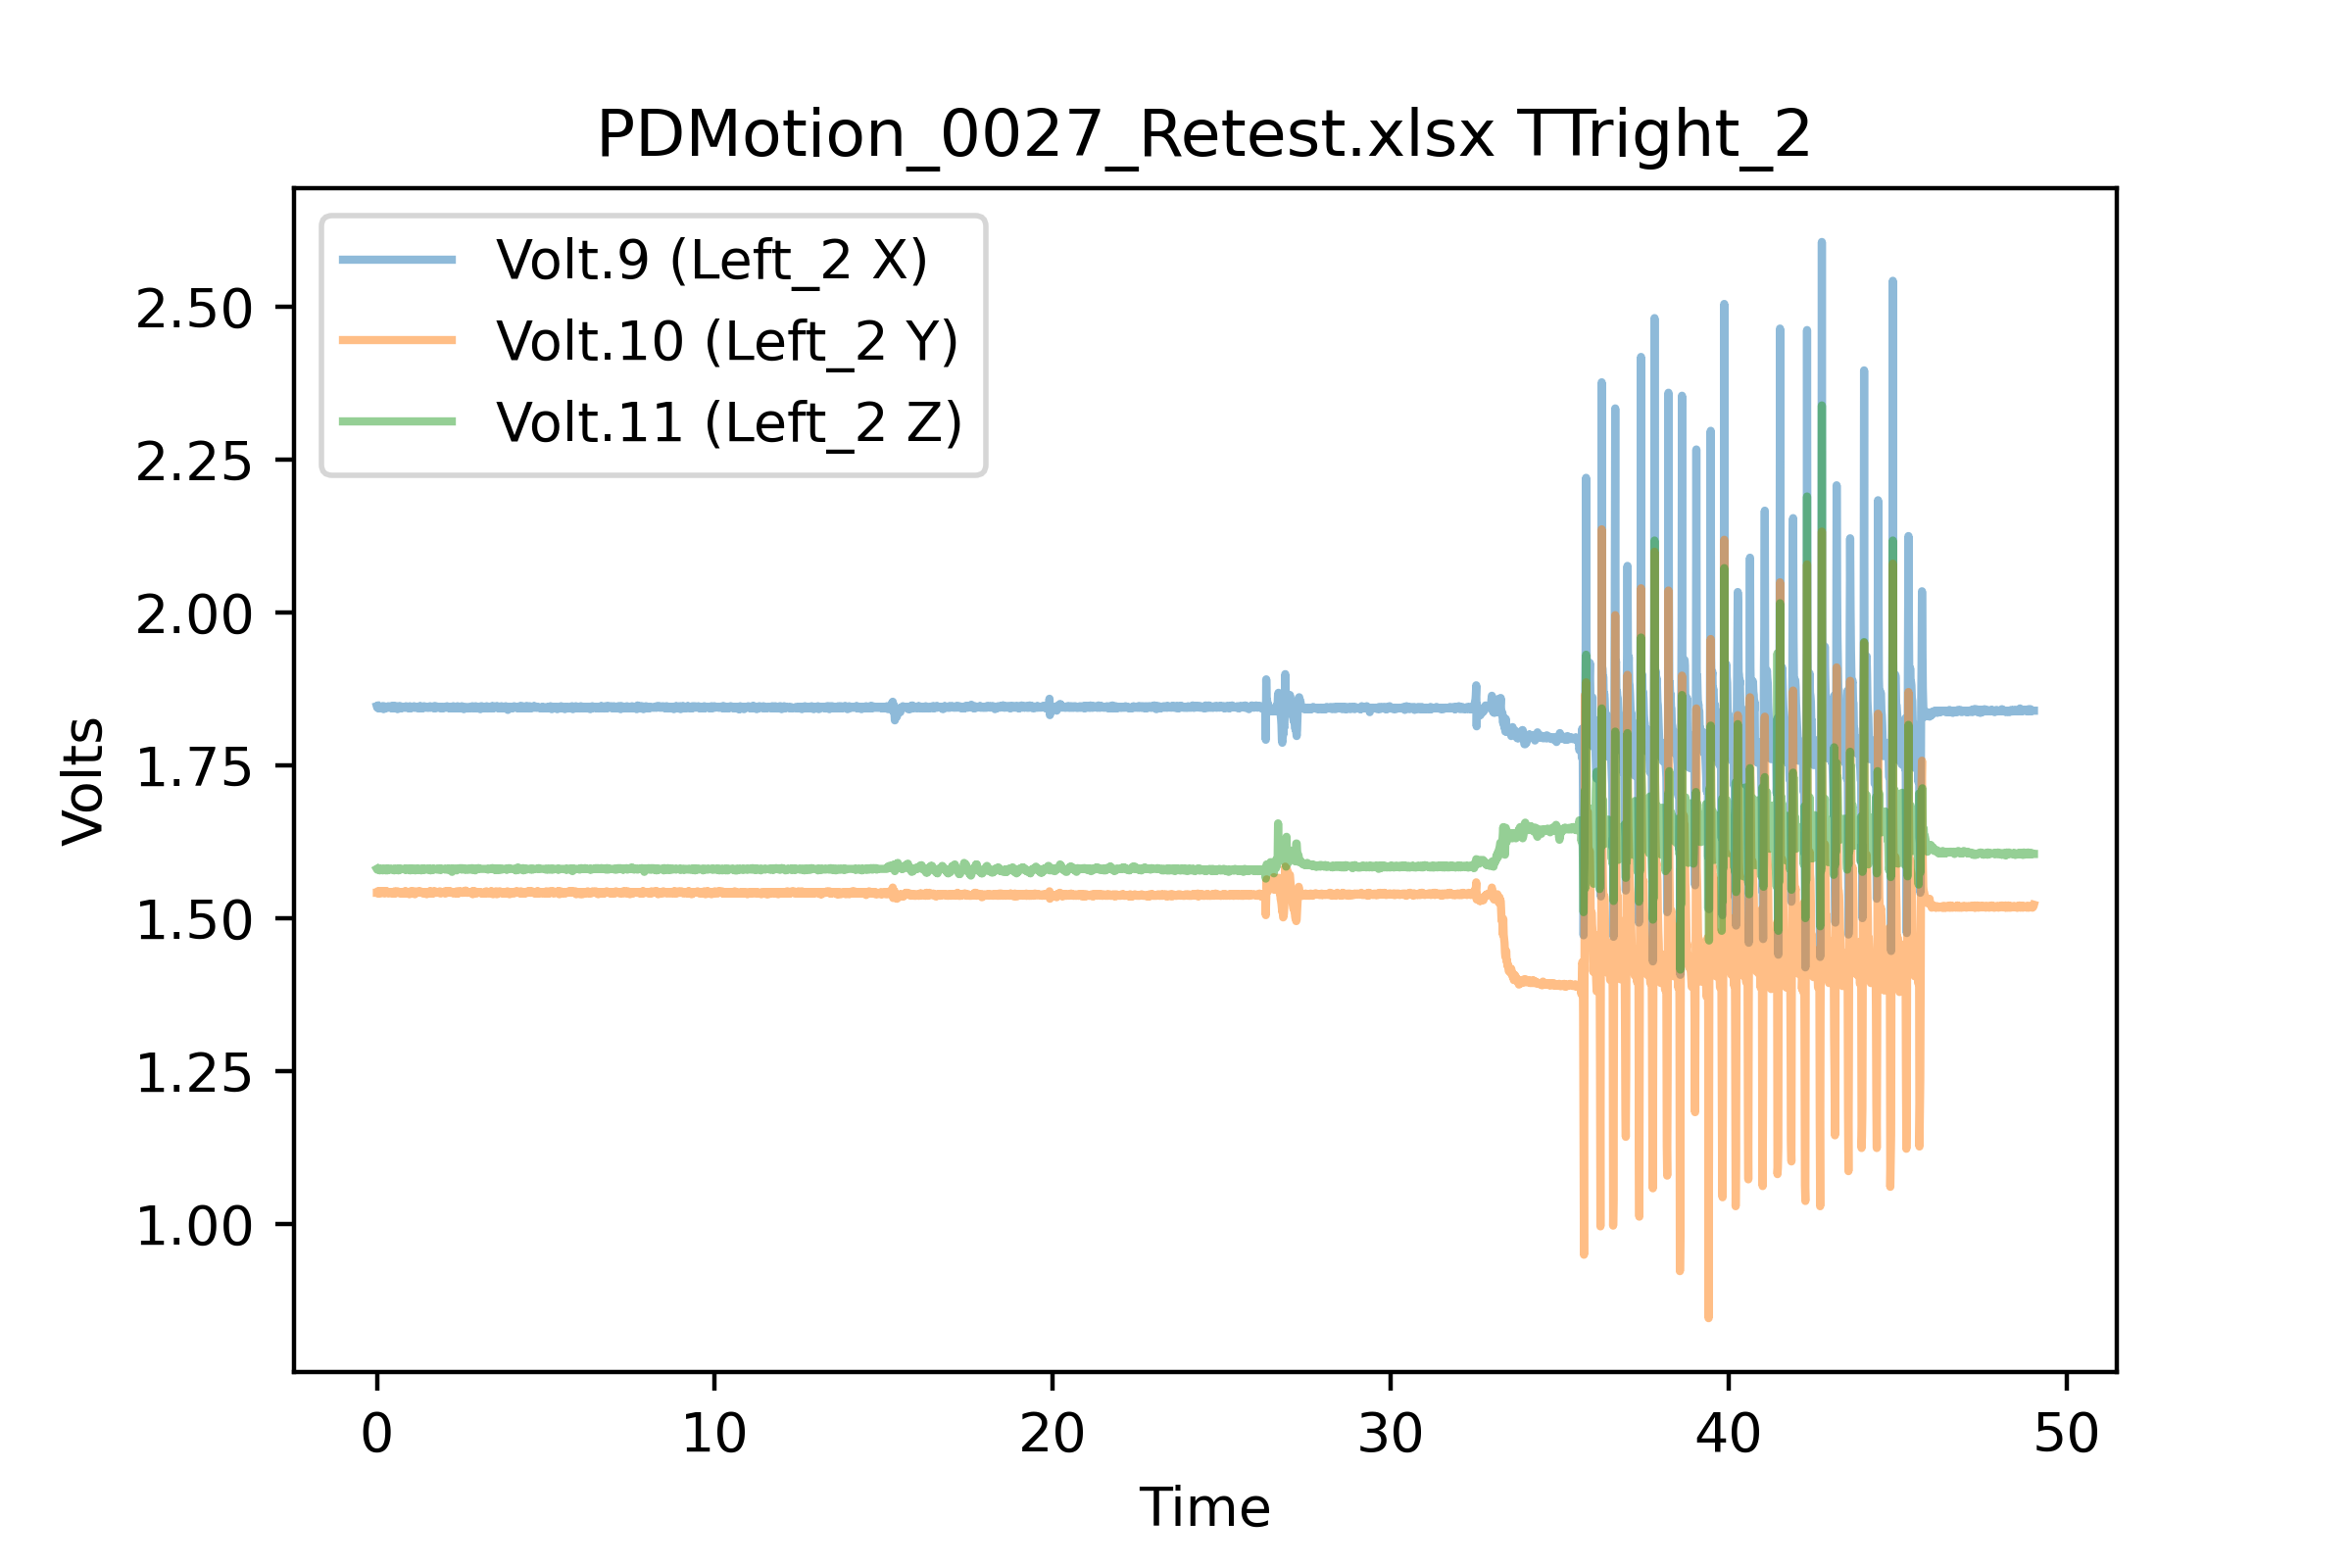 PDMotion_0027_Retest.xlsx TTright_2
Volt.9 (Left_2 X)
Volt.10 (Left_2 Y)
Volt.11 (Left_2 Z)
2.50
2.25
2.00
1.75
1.50
1.25
1.00
Volts
0 10 20 30 40 50
Time